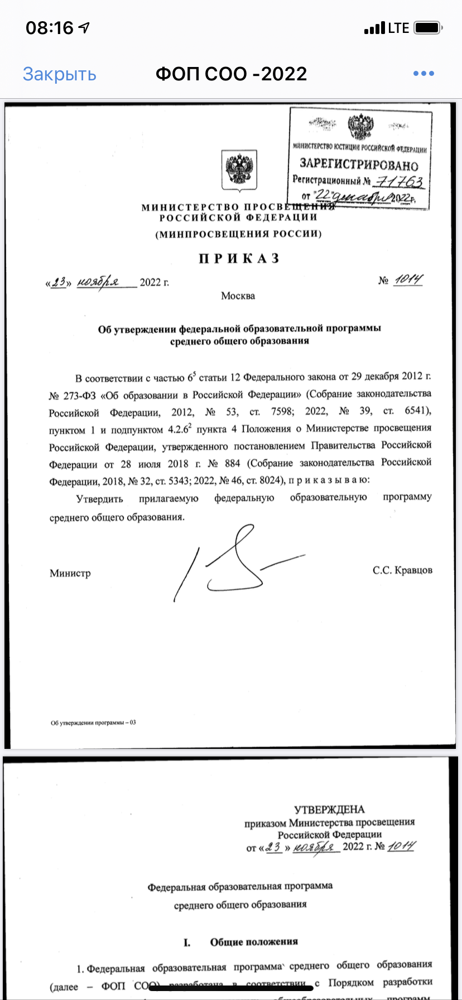 08:16
LTE
Закрыть
ФОП СОО -2022
МИНИСТЕРСТВО ЮСТИЦИИ РОССИЙСКОЙ ФЕДЕРАЦИИ
ЗАРЕГИСТРИРОВАНО
Регистрационный № 71763
от "22" декабря 2022г.
МИНИСТЕРСТВО ПРОСВЕЩЕНИЯ
РОССИЙСКОЙ ФЕДЕРАЦИИ
(МИНПРОСВЕЩЕНИЯ РОССИИ)
ПРИКАЗ
«23» ноября 2022 г.
№ 1014
Москва
Об утверждении федеральной образовательной программы
среднего общего образования
В соответствии с частью 6⁵ статьи 12 Федерального закона от 29 декабря 2012 г.
№ 273-ФЗ «Об образовании в Российской Федерации» (Собрание законодательства
Российской Федерации, 2012, № 53, ст. 7598; 2022, № 39, ст. 6541),
пунктом 1 и подпунктом 4.2.6² пункта 4 Положения о Министерстве просвещения
Российской Федерации, утвержденного постановлением Правительства Российской
Федерации от 28 июля 2018 г. № 884 (Собрание законодательства Российской
Федерации, 2018, № 32, ст. 5343; 2022, № 46, ст. 8024), п р и к а з ы в а ю:
Утвердить прилагаемую федеральную образовательную программу
среднего общего образования.
Министр
С.С. Кравцов
Об утверждении программы – 03
УТВЕРЖДЕНА
приказом Министерства просвещения
Российской Федерации
от «23» ноября 2022 г. № 1014
Федеральная образовательная программа
среднего общего образования
I. Общие положения
1. Федеральная образовательная программа среднего общего образования
(далее – ФОП СОО) разработана в соответствии с Порядком разработки